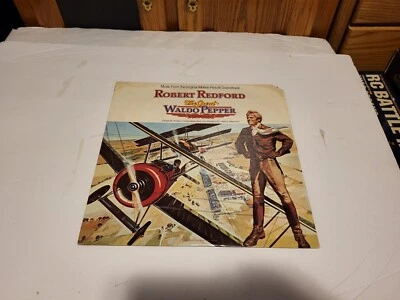 Music From The Original Motion Picture Soundtrack
ROBERT REDFORD
The Great
WALDO PEPPER
RC BATTLE